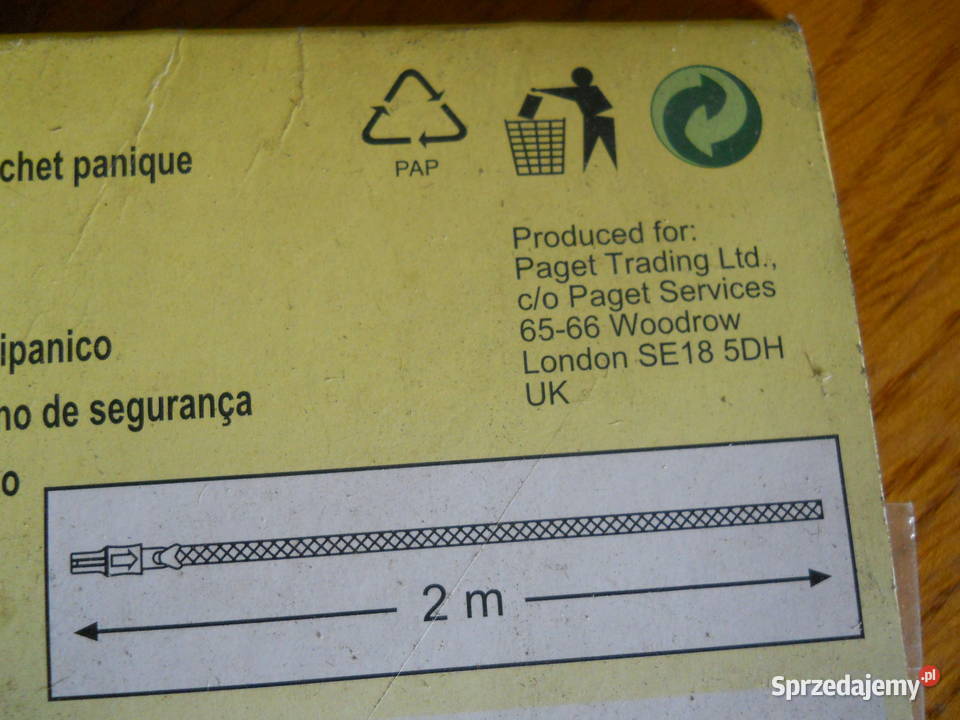 PAP
chet panique
Produced for:
Paget Trading Ltd.,
c/o Paget Services
65-66 Woodrow
London SE18 5DH
UK
ipanico
no de segurança
o
2 m
Sprzedajemy.pl